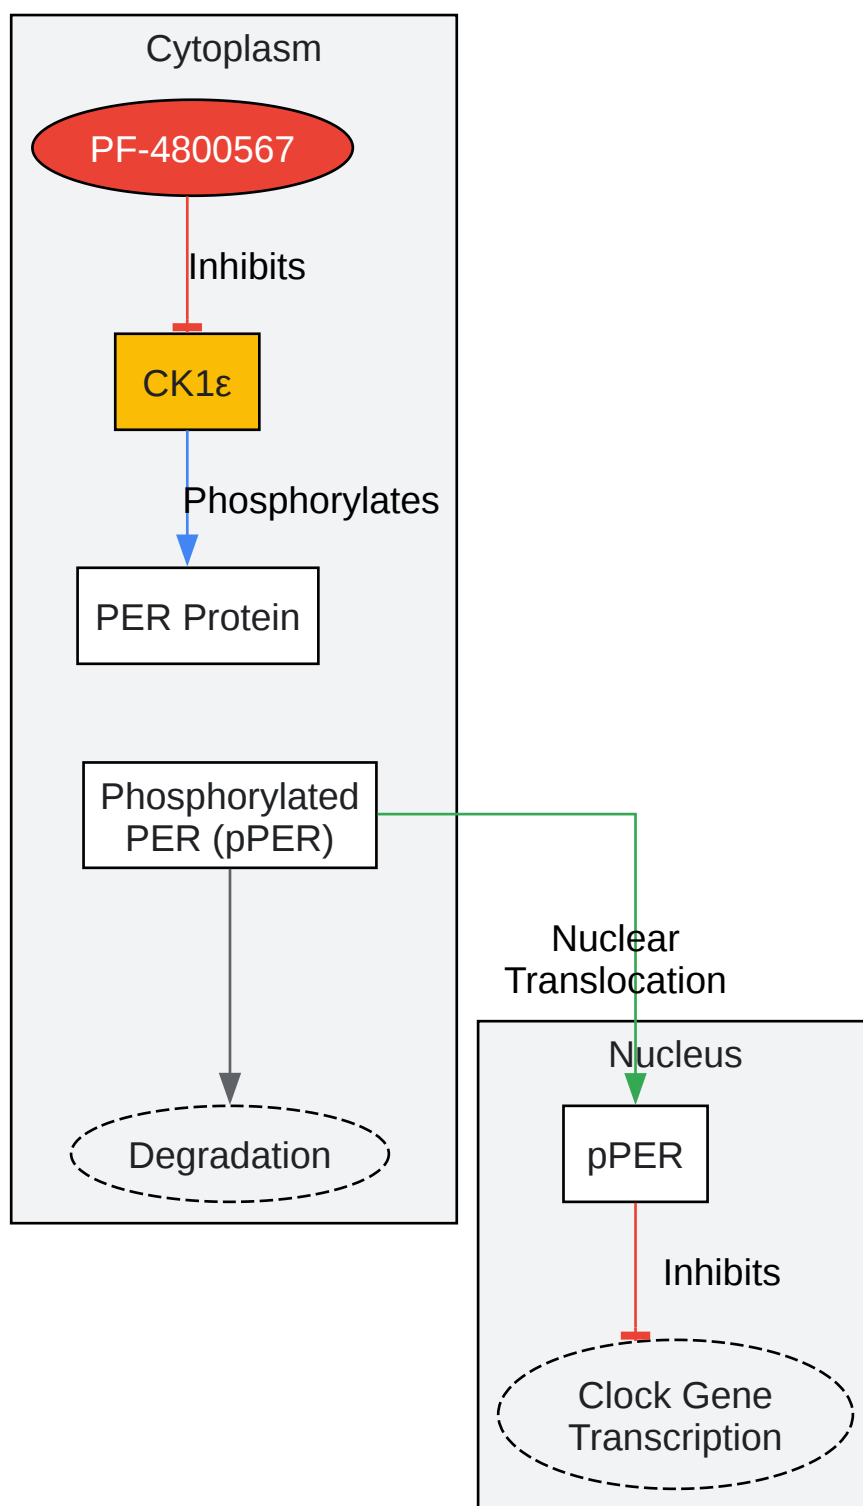 Cytoplasm
PF-4800567
Inhibits
CK1ε
Phosphorylates
PER Protein
Phosphorylated
PER (pPER)
Nuclear
Translocation
Nucleus
Degradation
pPER
Inhibits
Clock Gene
Transcription